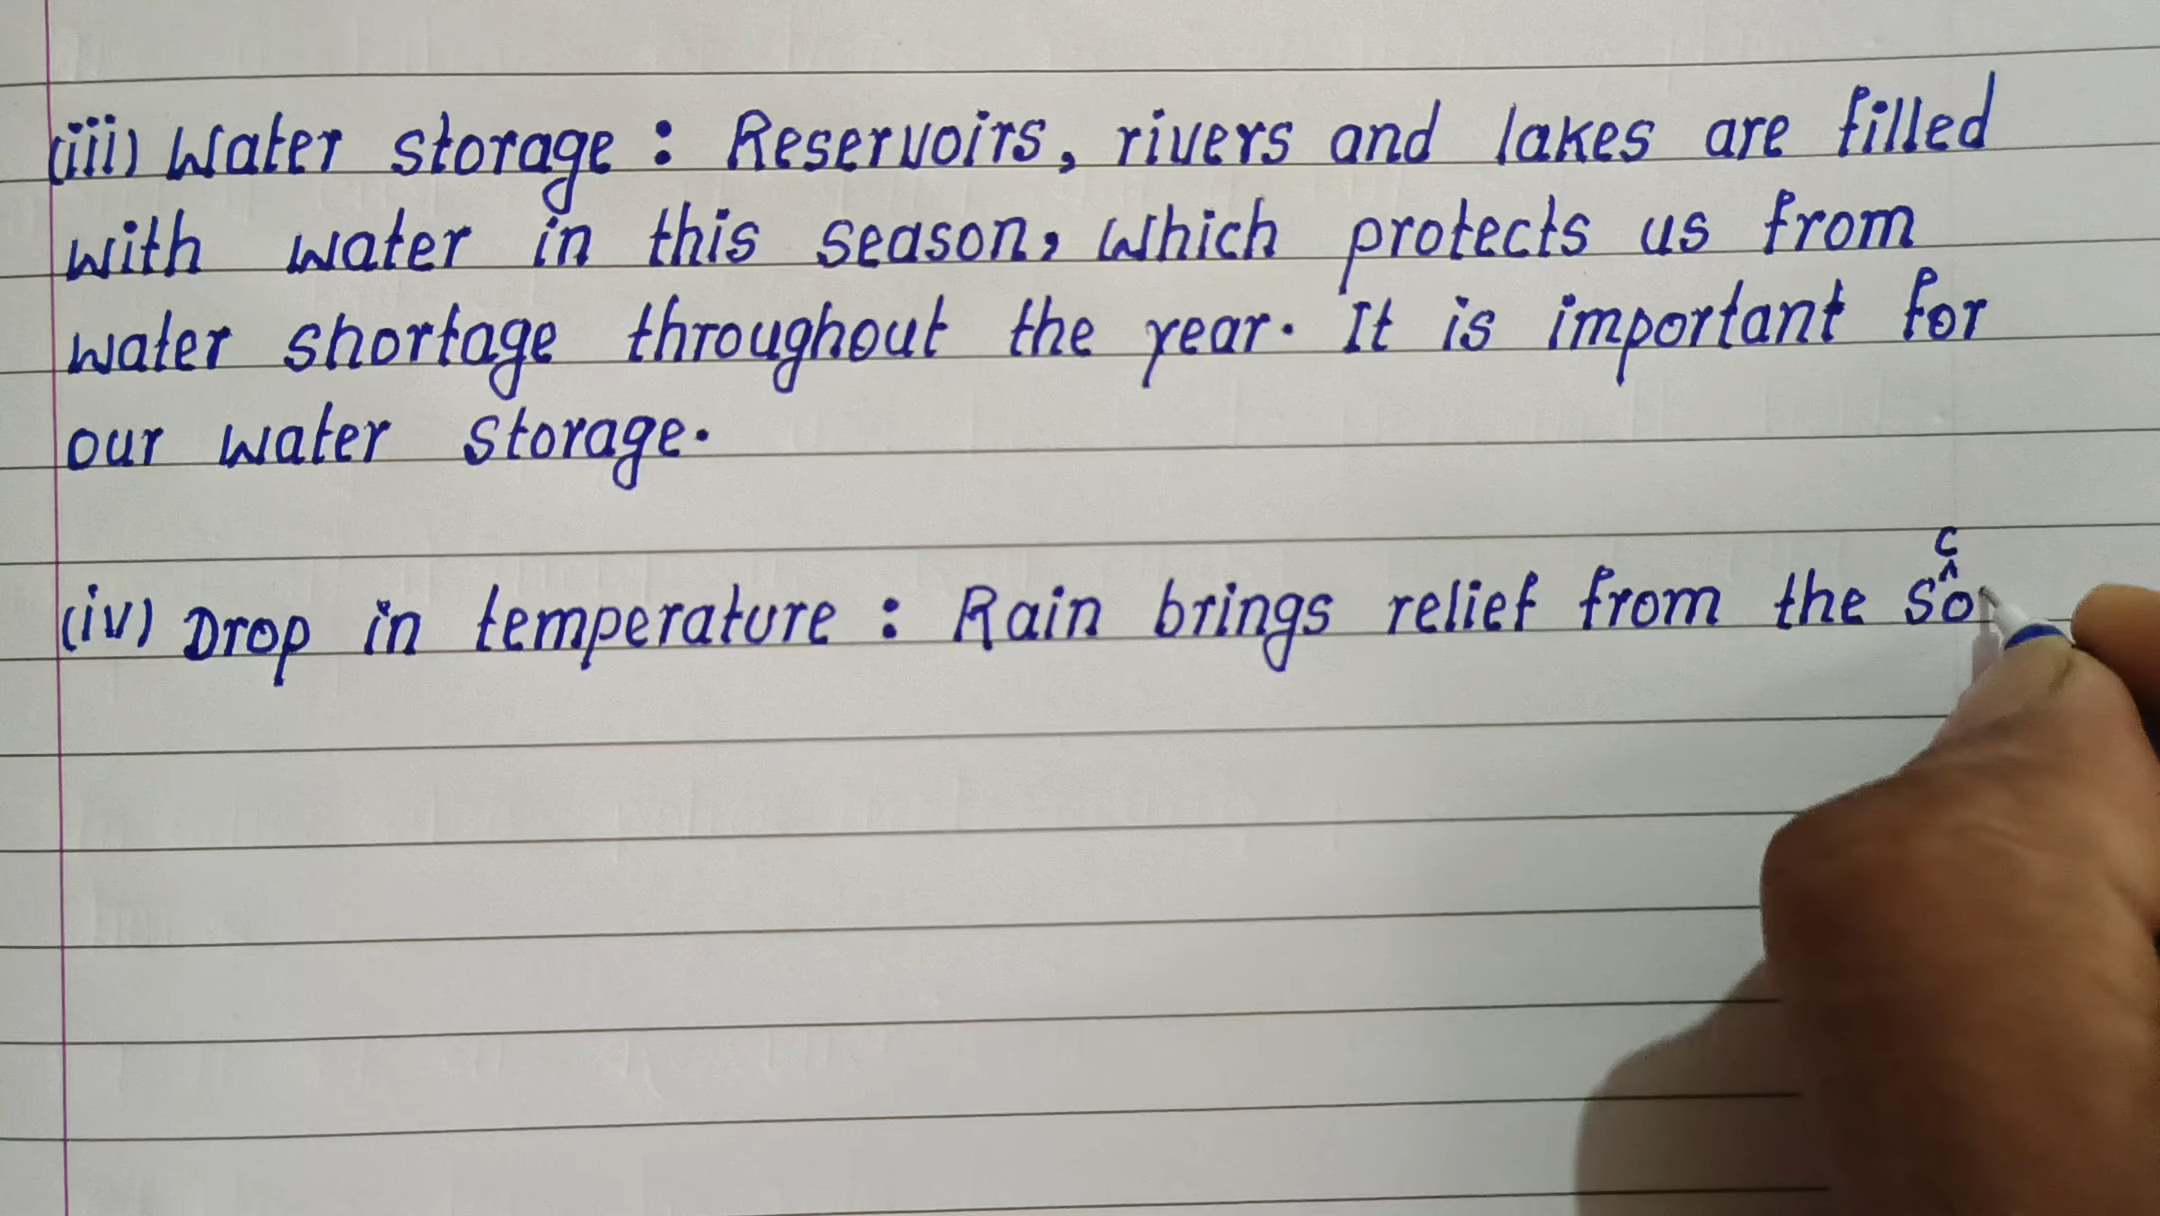 (iii) Water storage : Reservoirs, rivers and lakes are filled
with water in this season, which protects us from
water shortage throughout the year. It is important for
our water storage.
(iv) Drop in temperature : Rain brings relief from the sco